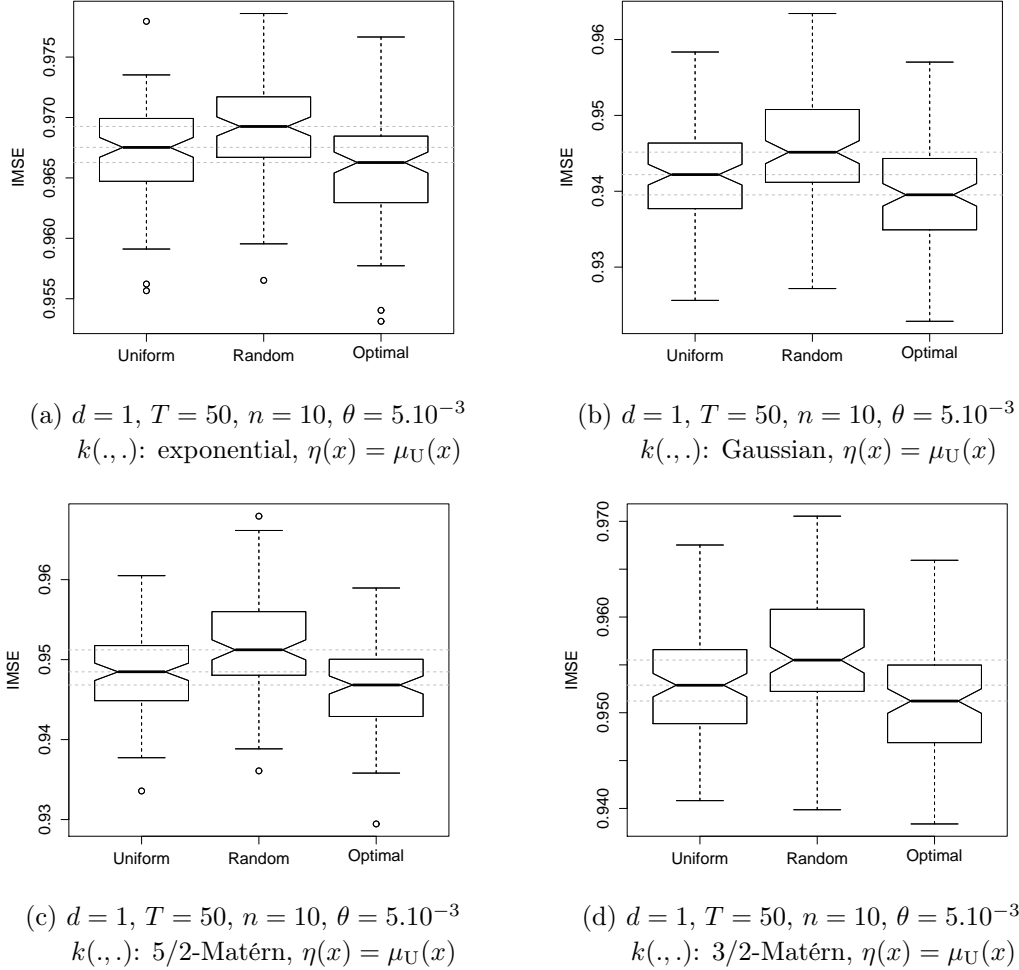 0.975
0.970
0.965
0.960
0.955
IMSE
Uniform Random Optimal
(a) d = 1, T = 50, n = 10, θ = 5.10−3
k(.,.): exponential, η(x) = μU(x)
0.96
0.95
0.94
0.93
IMSE
Uniform Random Optimal
(b) d = 1, T = 50, n = 10, θ = 5.10−3
k(.,.): Gaussian, η(x) = μU(x)
0.96
0.95
0.94
0.93
IMSE
Uniform Random Optimal
(c) d = 1, T = 50, n = 10, θ = 5.10−3
k(.,.): 5/2-Matérn, η(x) = μU(x)
0.970
0.960
0.950
0.940
IMSE
Uniform Random Optimal
(d) d = 1, T = 50, n = 10, θ = 5.10−3
k(.,.): 3/2-Matérn, η(x) = μU(x)